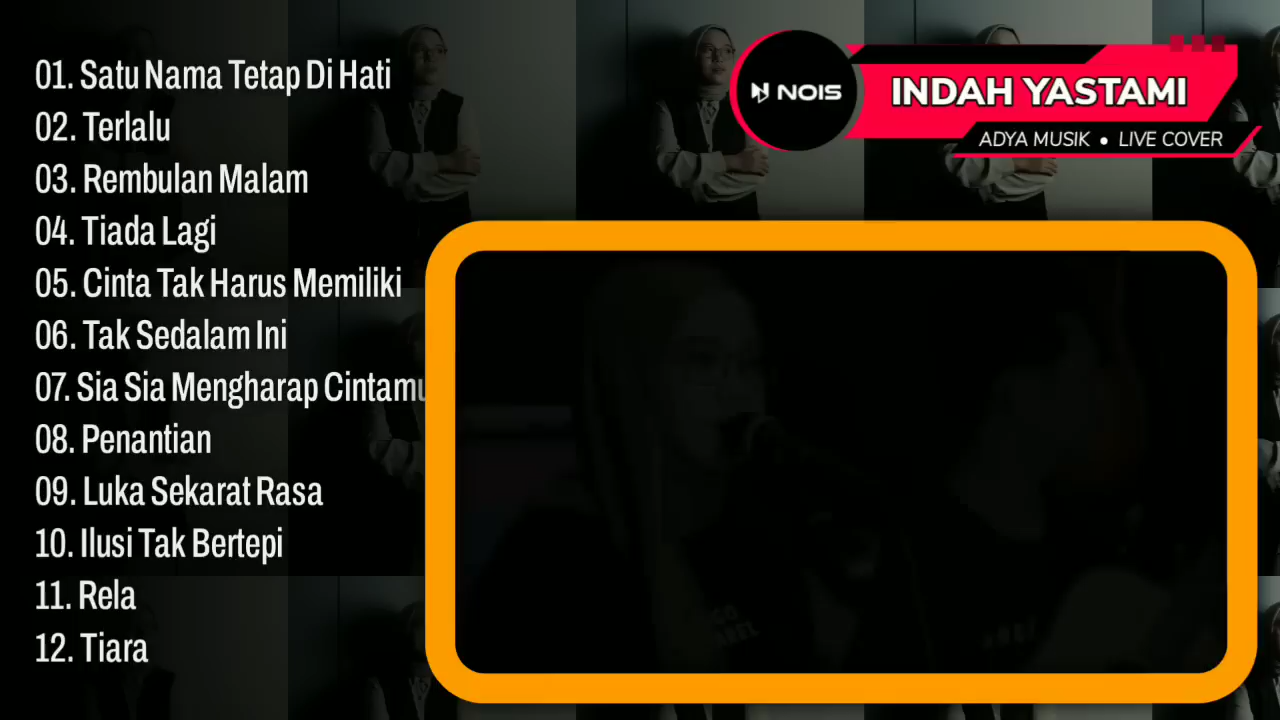 01. Satu Nama Tetap Di Hati
02. Terlalu
03. Rembulan Malam
04. Tiada Lagi
05. Cinta Tak Harus Memiliki
06. Tak Sedalam Ini
07. Sia Sia Mengharap Cintamu
08. Penantian
09. Luka Sekarat Rasa
10. Ilusi Tak Bertepi
11. Rela
12. Tiara
NOIS
INDAH YASTAMI
ADYA MUSIK • LIVE COVER